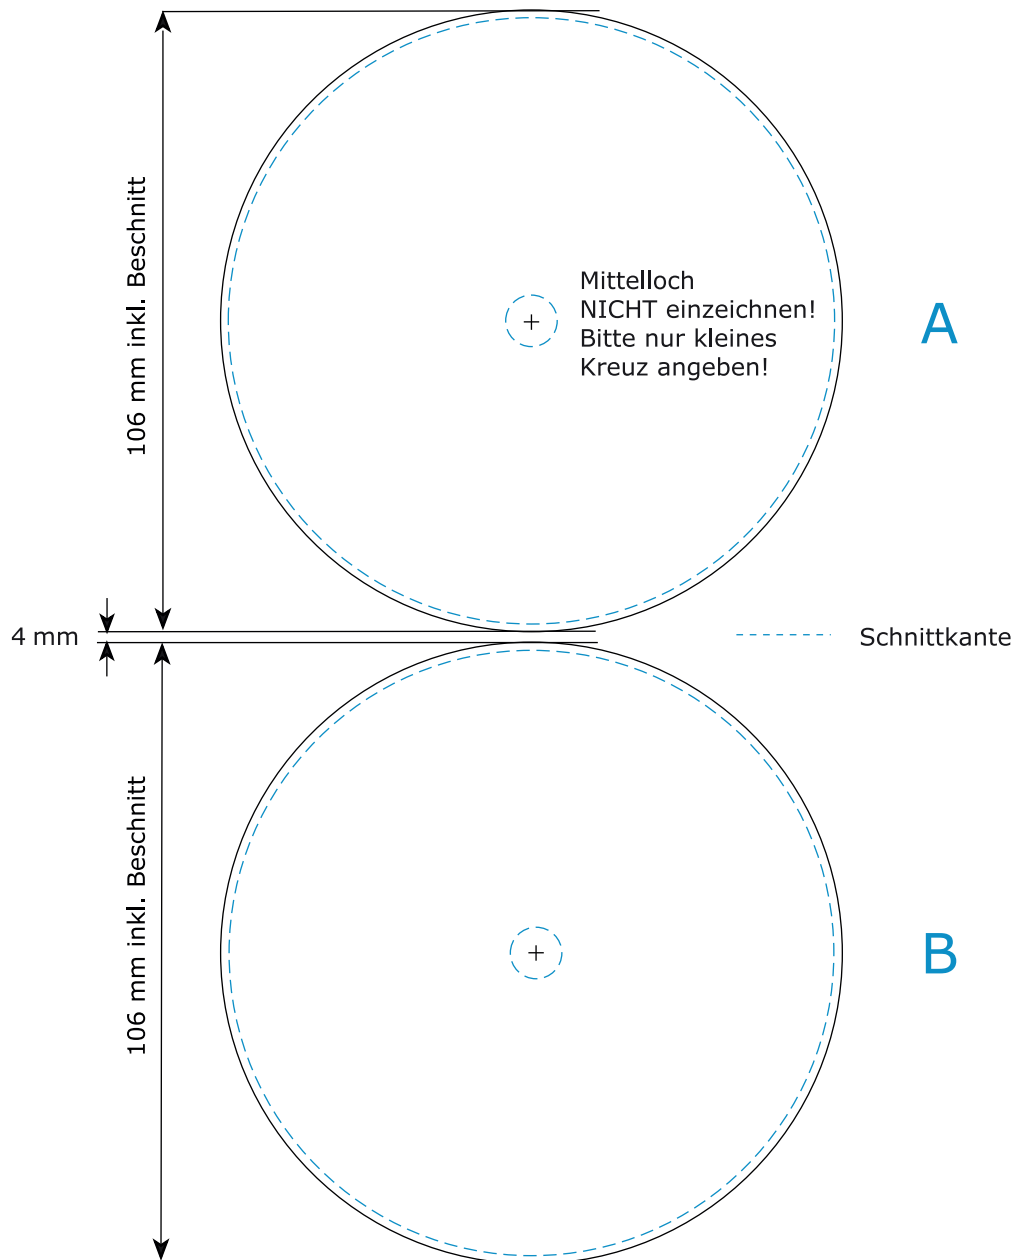 106 mm inkl. Beschnitt
Mittelloch
NICHT einzeichnen!
Bitte nur kleines
Kreuz angeben!
A
4 mm
Schnittkante
106 mm inkl. Beschnitt
B